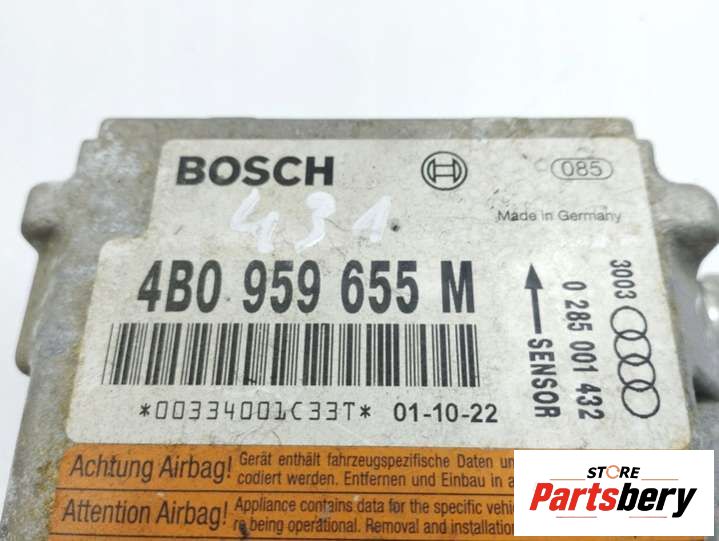 BOSCH
085
Made in Germany
431
4B0 959 655 M
3003
0 285 001 432
SENSOR
*00334001C33T* 01-10-22
Achtung Airbag! Gerät enthält fahrzeugspezifische Daten
codiert werden. Entfernen und Einbau in
Attention Airbag! Appliance contains data for the specific
re being operational. Removal and installation
STORE
Partsbery